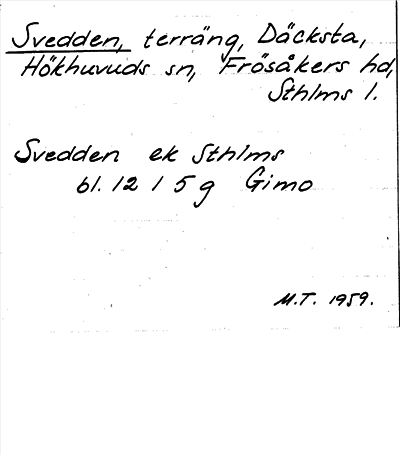 Svedden, terräng, Däcksta,
Hökhuvuds sn, Frösåkers hd,
Sthlms l.
Svedden ek Sthlms
bl. 12 I 5 g Gimo
M.T. 1959.